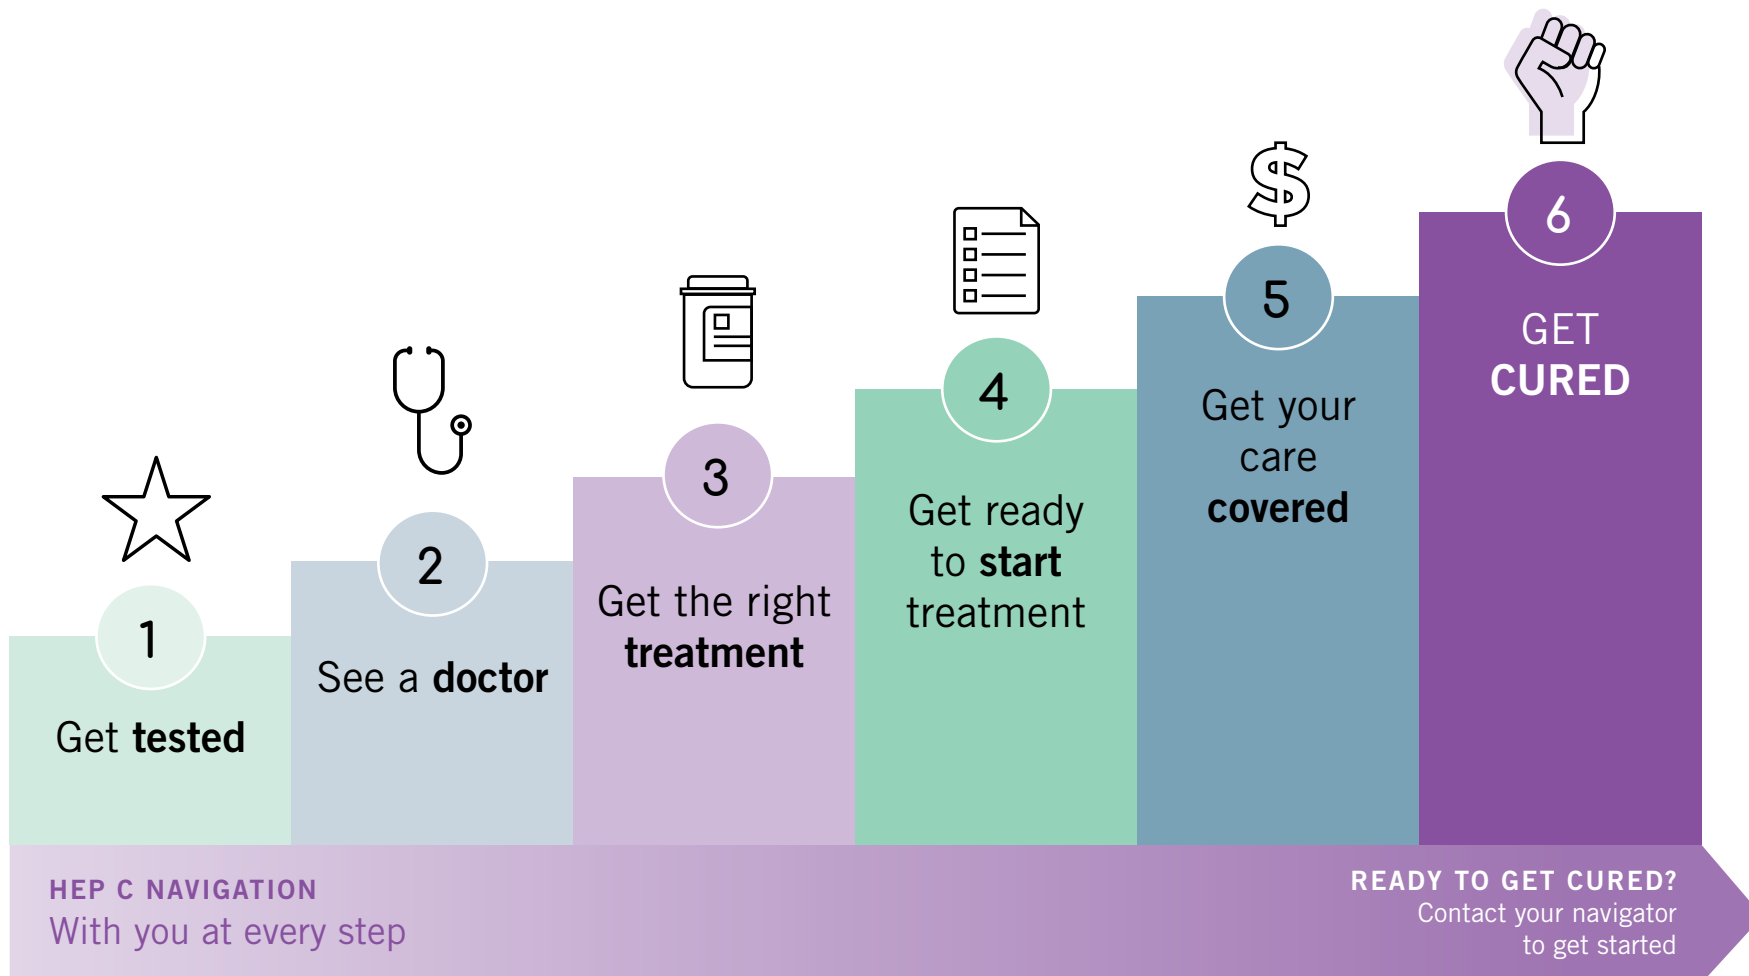 1
Get tested
2
See a doctor
3
Get the right
treatment
4
Get ready
to start
treatment
5
Get your
care
covered
6
GET
CURED
HEP C NAVIGATION
With you at every step
READY TO GET CURED?
Contact your navigator
to get started